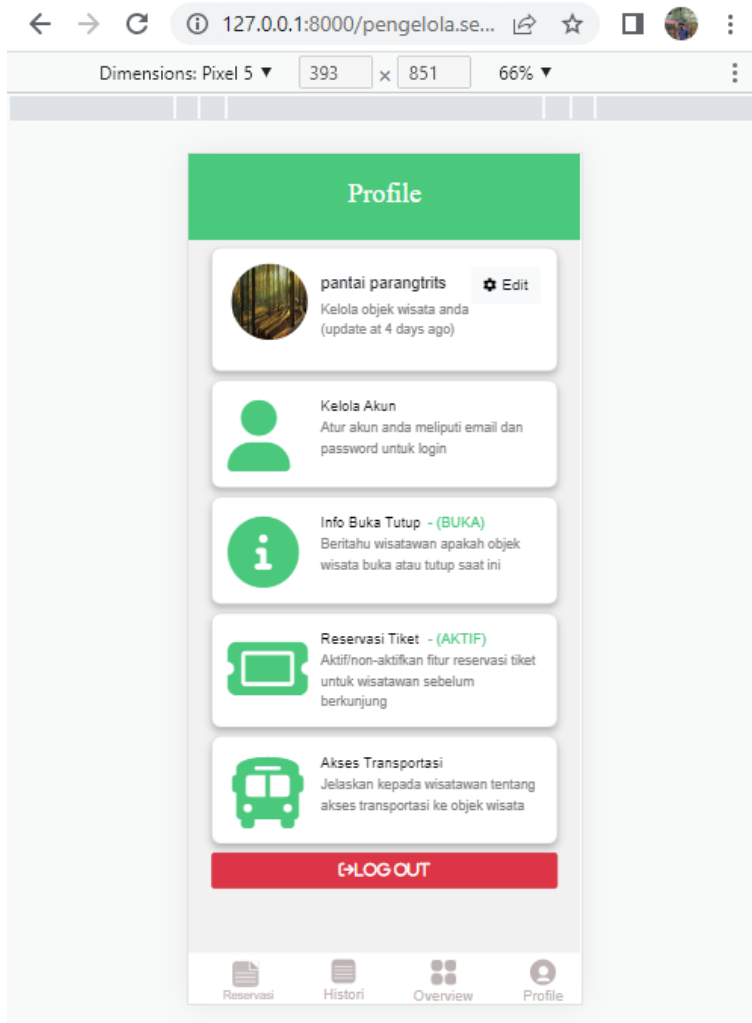 127.0.0.1:8000/pengelola.se...
Dimensions: Pixel 5 ▼ 393 × 851 66% ▼
Profile
pantai parangtrits
Edit
Kelola objek wisata anda
(update at 4 days ago)
Kelola Akun
Atur akun anda meliputi email dan
password untuk login
Info Buka Tutup - (BUKA)
Beritahu wisatawan apakah objek
wisata buka atau tutup saat ini
Reservasi Tiket - (AKTIF)
Aktif/non-aktifkan fitur reservasi tiket
untuk wisatawan sebelum
berkunjung
Akses Transportasi
Jelaskan kepada wisatawan tentang
akses transportasi ke objek wisata
LOG OUT
Reservasi Histori Overview Profile